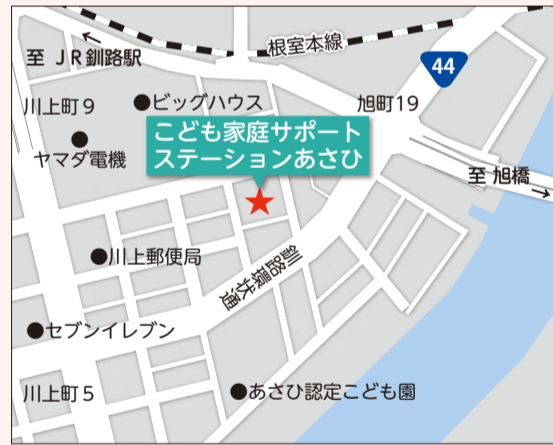 根室本線
至 JR釧路駅
44
川上町9
●ビッグハウス
旭町19
ヤマダ電機
こども家庭サポート
ステーションあさひ
至 旭橋
●川上郵便局
釧路環状通
●セブンイレブン
川上町5
●あさひ認定こども園